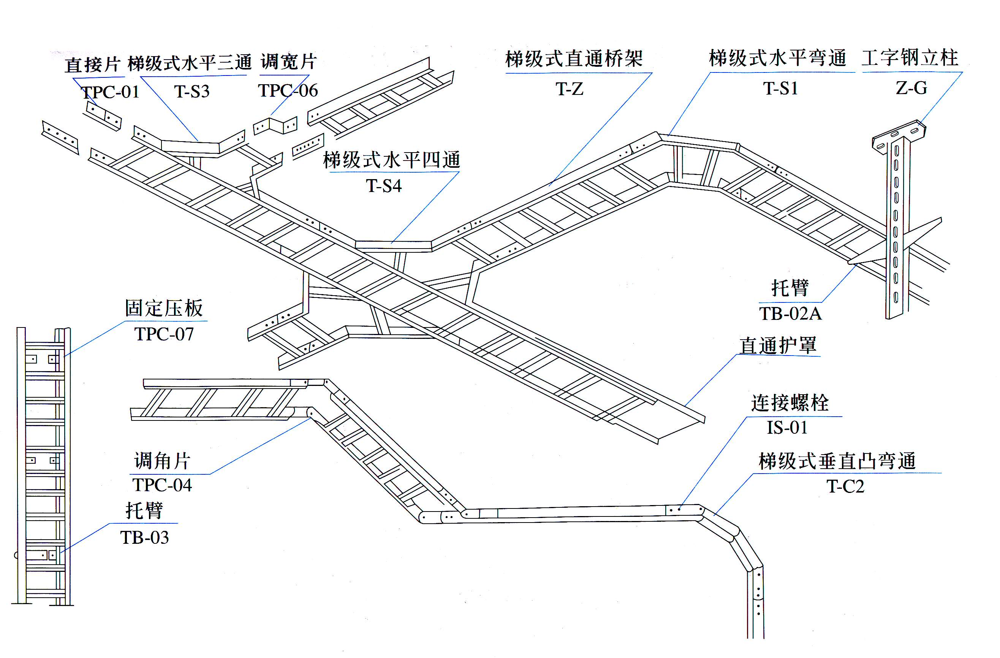 直接片
TPC-01
梯级式水平三通
T-S3
调宽片
TPC-06
梯级式直通桥架
T-Z
梯级式水平弯通
T-S1
工字钢立柱
Z-G
梯级式水平四通
T-S4
托臂
TB-02A
固定压板
TPC-07
直通护罩
连接螺栓
IS-01
调角片
TPC-04
梯级式垂直凸弯通
T-C2
托臂
TB-03